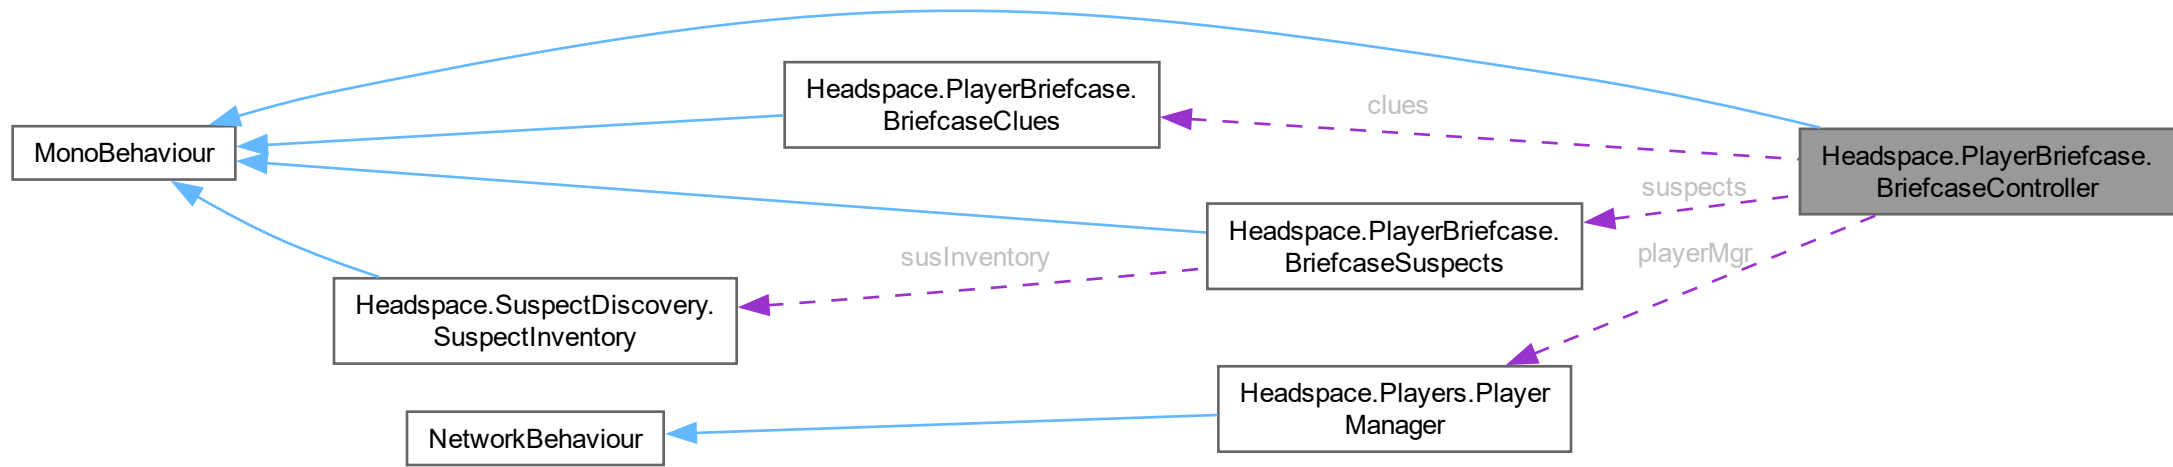 MonoBehaviour
Headspace.PlayerBriefcase.
BriefcaseClues
clues
Headspace.PlayerBriefcase.
BriefcaseController
suspects
Headspace.PlayerBriefcase.
BriefcaseSuspects
susInventory
playerMgr
Headspace.SuspectDiscovery.
SuspectInventory
Headspace.Players.Player
Manager
NetworkBehaviour